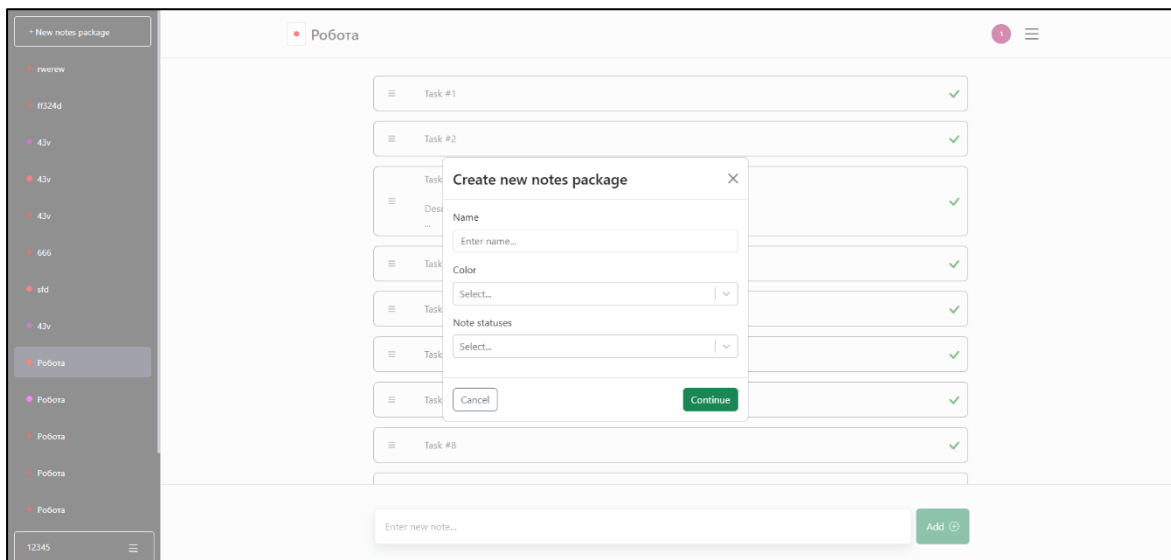 + New notes package
rwerew
ff324d
43v
43v
43v
666
sfd
43v
Робота
Робота
Робота
Робота
Робота
12345
Робота
1
Task #1
Task #2
Task
Desc
...
Task
Task
Task
Task
Task #8
Create new notes package
Name
Enter name...
Color
Select...
Note statuses
Select...
Cancel
Continue
Enter new note...
Add